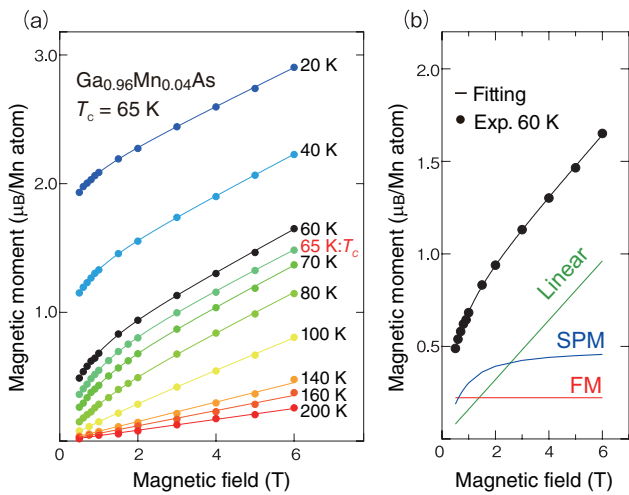 (a)
Ga0.96Mn0.04As
Tc = 65 K
20 K
40 K
60 K
65 K:Tc
70 K
80 K
100 K
140 K
160 K
200 K
3.0
2.0
1.0
0
2
4
6
Magnetic field (T)
Magnetic moment (μB/Mn atom)
(b)
Fitting
Exp. 60 K
Linear
SPM
FM
2.0
1.5
1.0
0.5
0
2
4
6
Magnetic field (T)
Magnetic moment (μB/Mn atom)